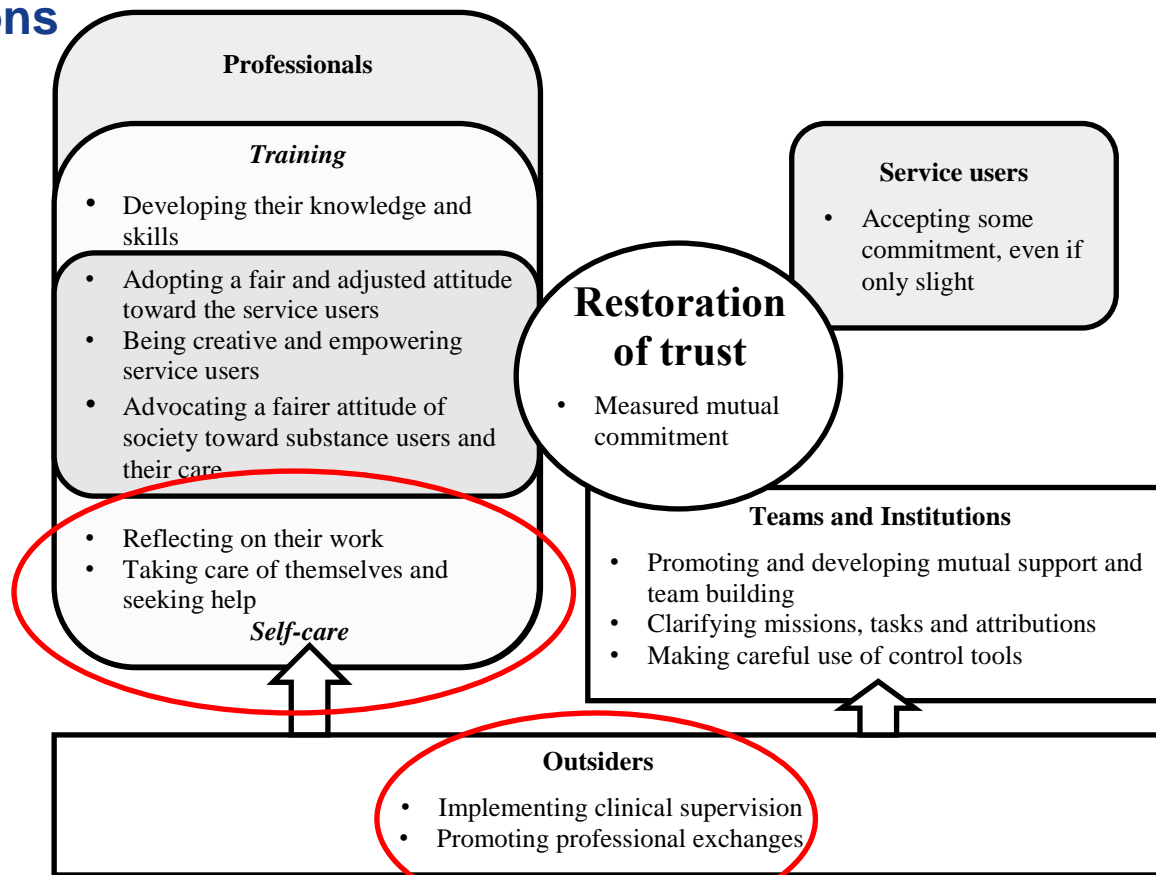 ons
Professionals
Training
• Developing their knowledge and
skills
• Adopting a fair and adjusted attitude
toward the service users
• Being creative and empowering
service users
• Advocating a fairer attitude of
society toward substance users and
their care
• Reflecting on their work
• Taking care of themselves and
seeking help
Self-care
Restoration
of trust
• Measured mutual
commitment
Service users
• Accepting some
commitment, even if
only slight
Teams and Institutions
• Promoting and developing mutual support and
team building
• Clarifying missions, tasks and attributions
• Making careful use of control tools
Outsiders
• Implementing clinical supervision
• Promoting professional exchanges